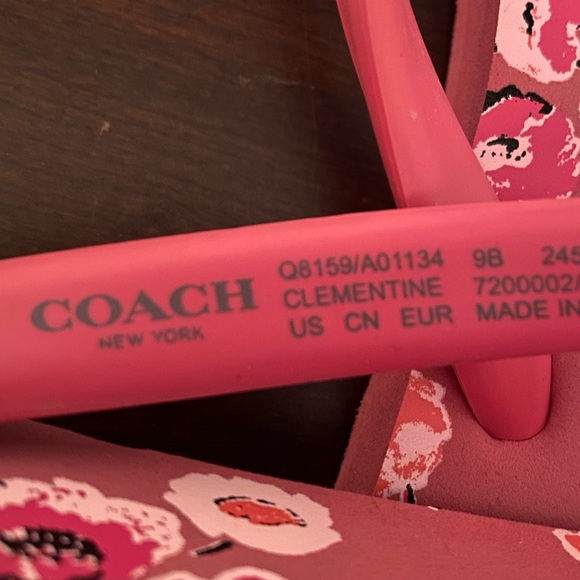 COACH
NEW YORK
Q8159/A01134 9B 245
CLEMENTINE 7200002/
US CN EUR MADE IN